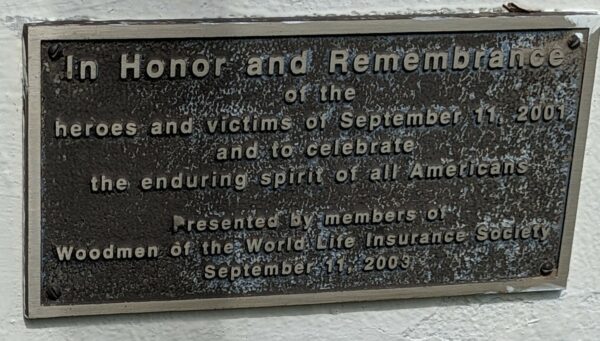 In Honor and Remembrance
of the
heroes and victims of September 11, 2001
and to celebrate
the enduring spirit of all Americans
Presented by members of
Woodmen of the World Life Insurance Society
September 11, 2003